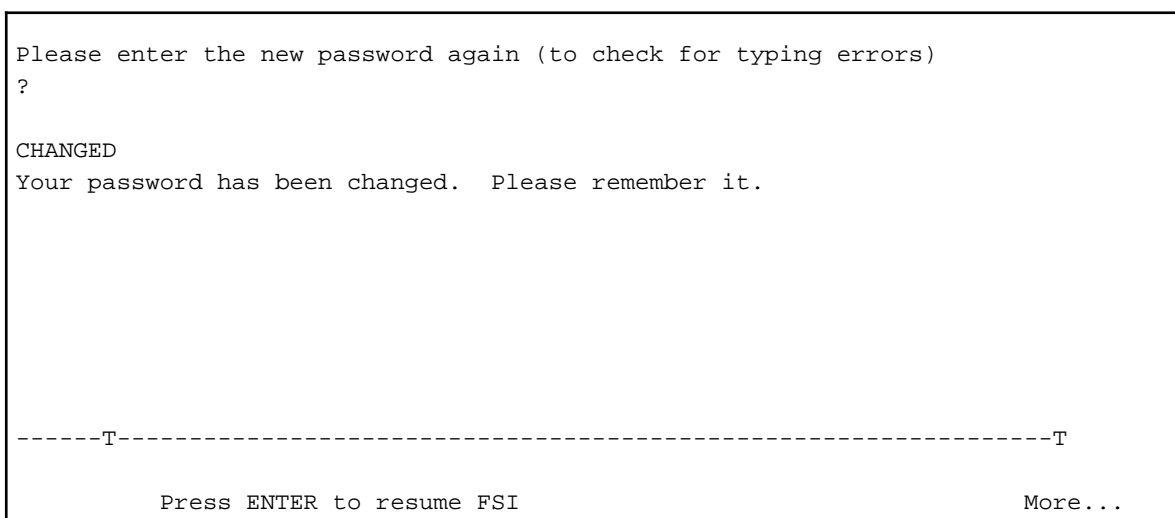 Please enter the new password again (to check for typing errors)
?
CHANGED
Your password has been changed.  Please remember it.
------T-----------------------------------------------------------------T
Press ENTER to resume FSI                                   More...